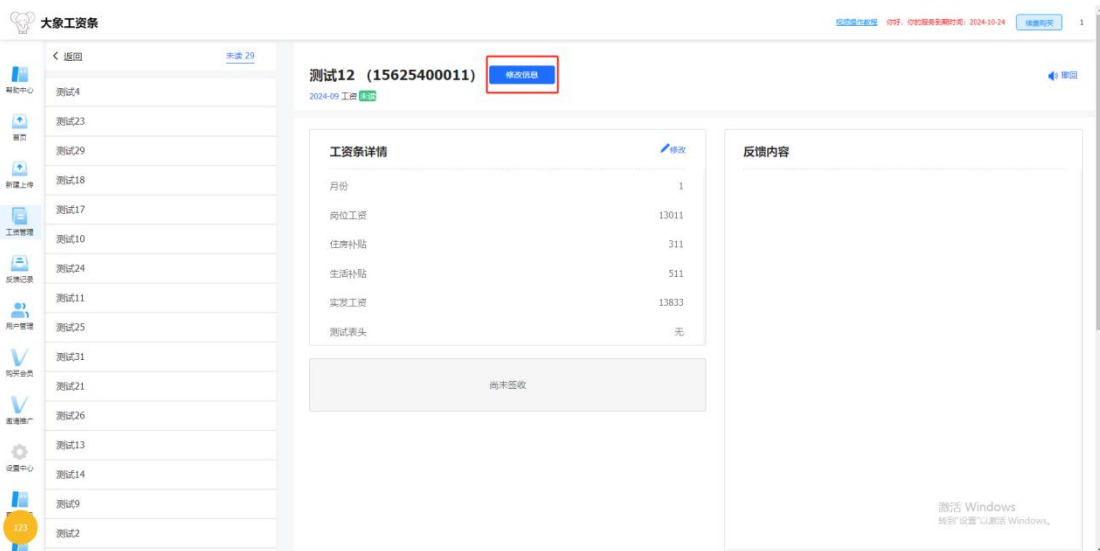 大象工资条
视频操作教程 你好，你的服务到期时间：2024-10-24 续费购买 1
帮助中心
首页
新建上传
工资管理
反馈记录
用户管理
购买会员
邀请推广
设置中心
123
返回 未读 29
测试4
测试23
测试29
测试18
测试17
测试10
测试24
测试11
测试25
测试31
测试21
测试26
测试13
测试14
测试9
测试2
测试12 （15625400011） 修改信息
撤回
2024-09 工资 未读
工资条详情 修改
月份 1
岗位工资 13011
住房补贴 311
生活补贴 511
实发工资 13833
测试表头 无
尚未签收
反馈内容
激活 Windows
转到"设置"以激活 Windows。